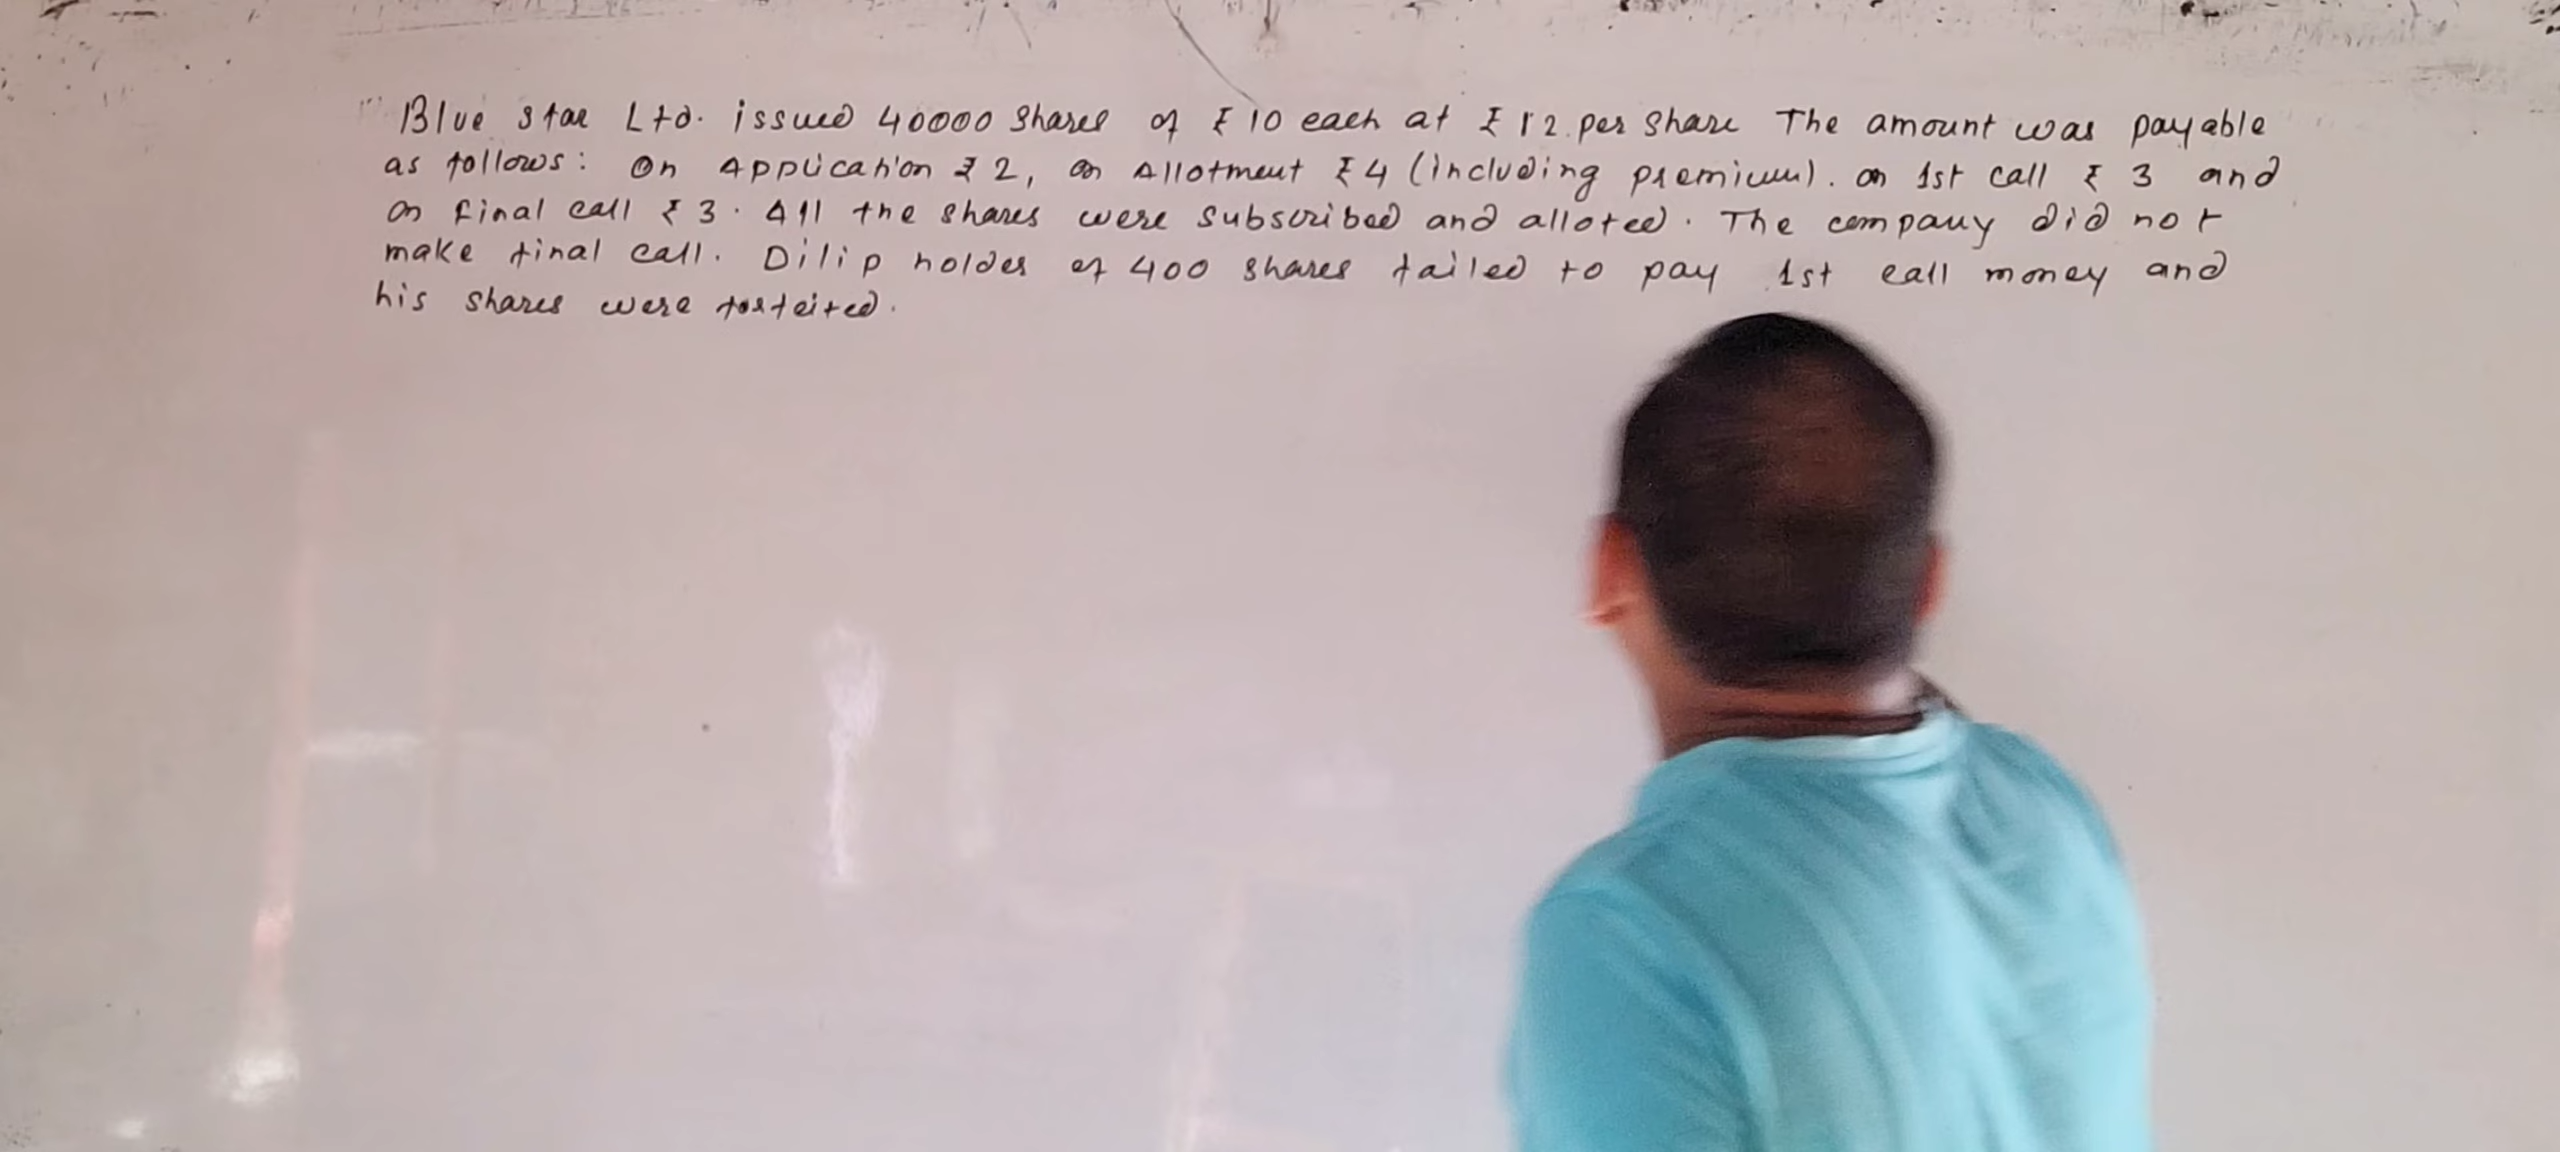 Blue star Ltd. issued 40000 shares of ₹ 10 each at ₹ 12 per share The amount was payable
as follows: On Application ₹ 2, on Allotment ₹ 4 (including premium). on 1st call ₹ 3 and
on final call ₹ 3. All the shares were subscribed and alloted. The company did not
make final call. Dilip holder of 400 shares failed to pay 1st call money and
his shares were forfeited.